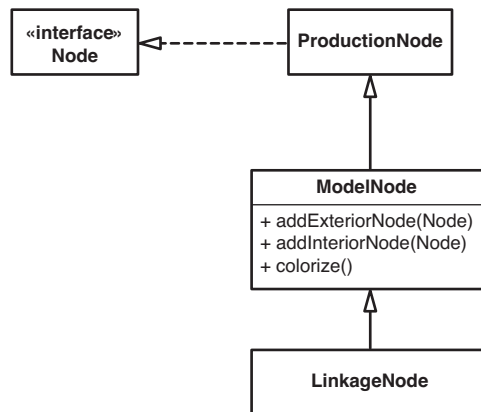 «interface»
Node
ProductionNode
ModelNode
+ addExteriorNode(Node)
+ addInteriorNode(Node)
+ colorize()
LinkageNode